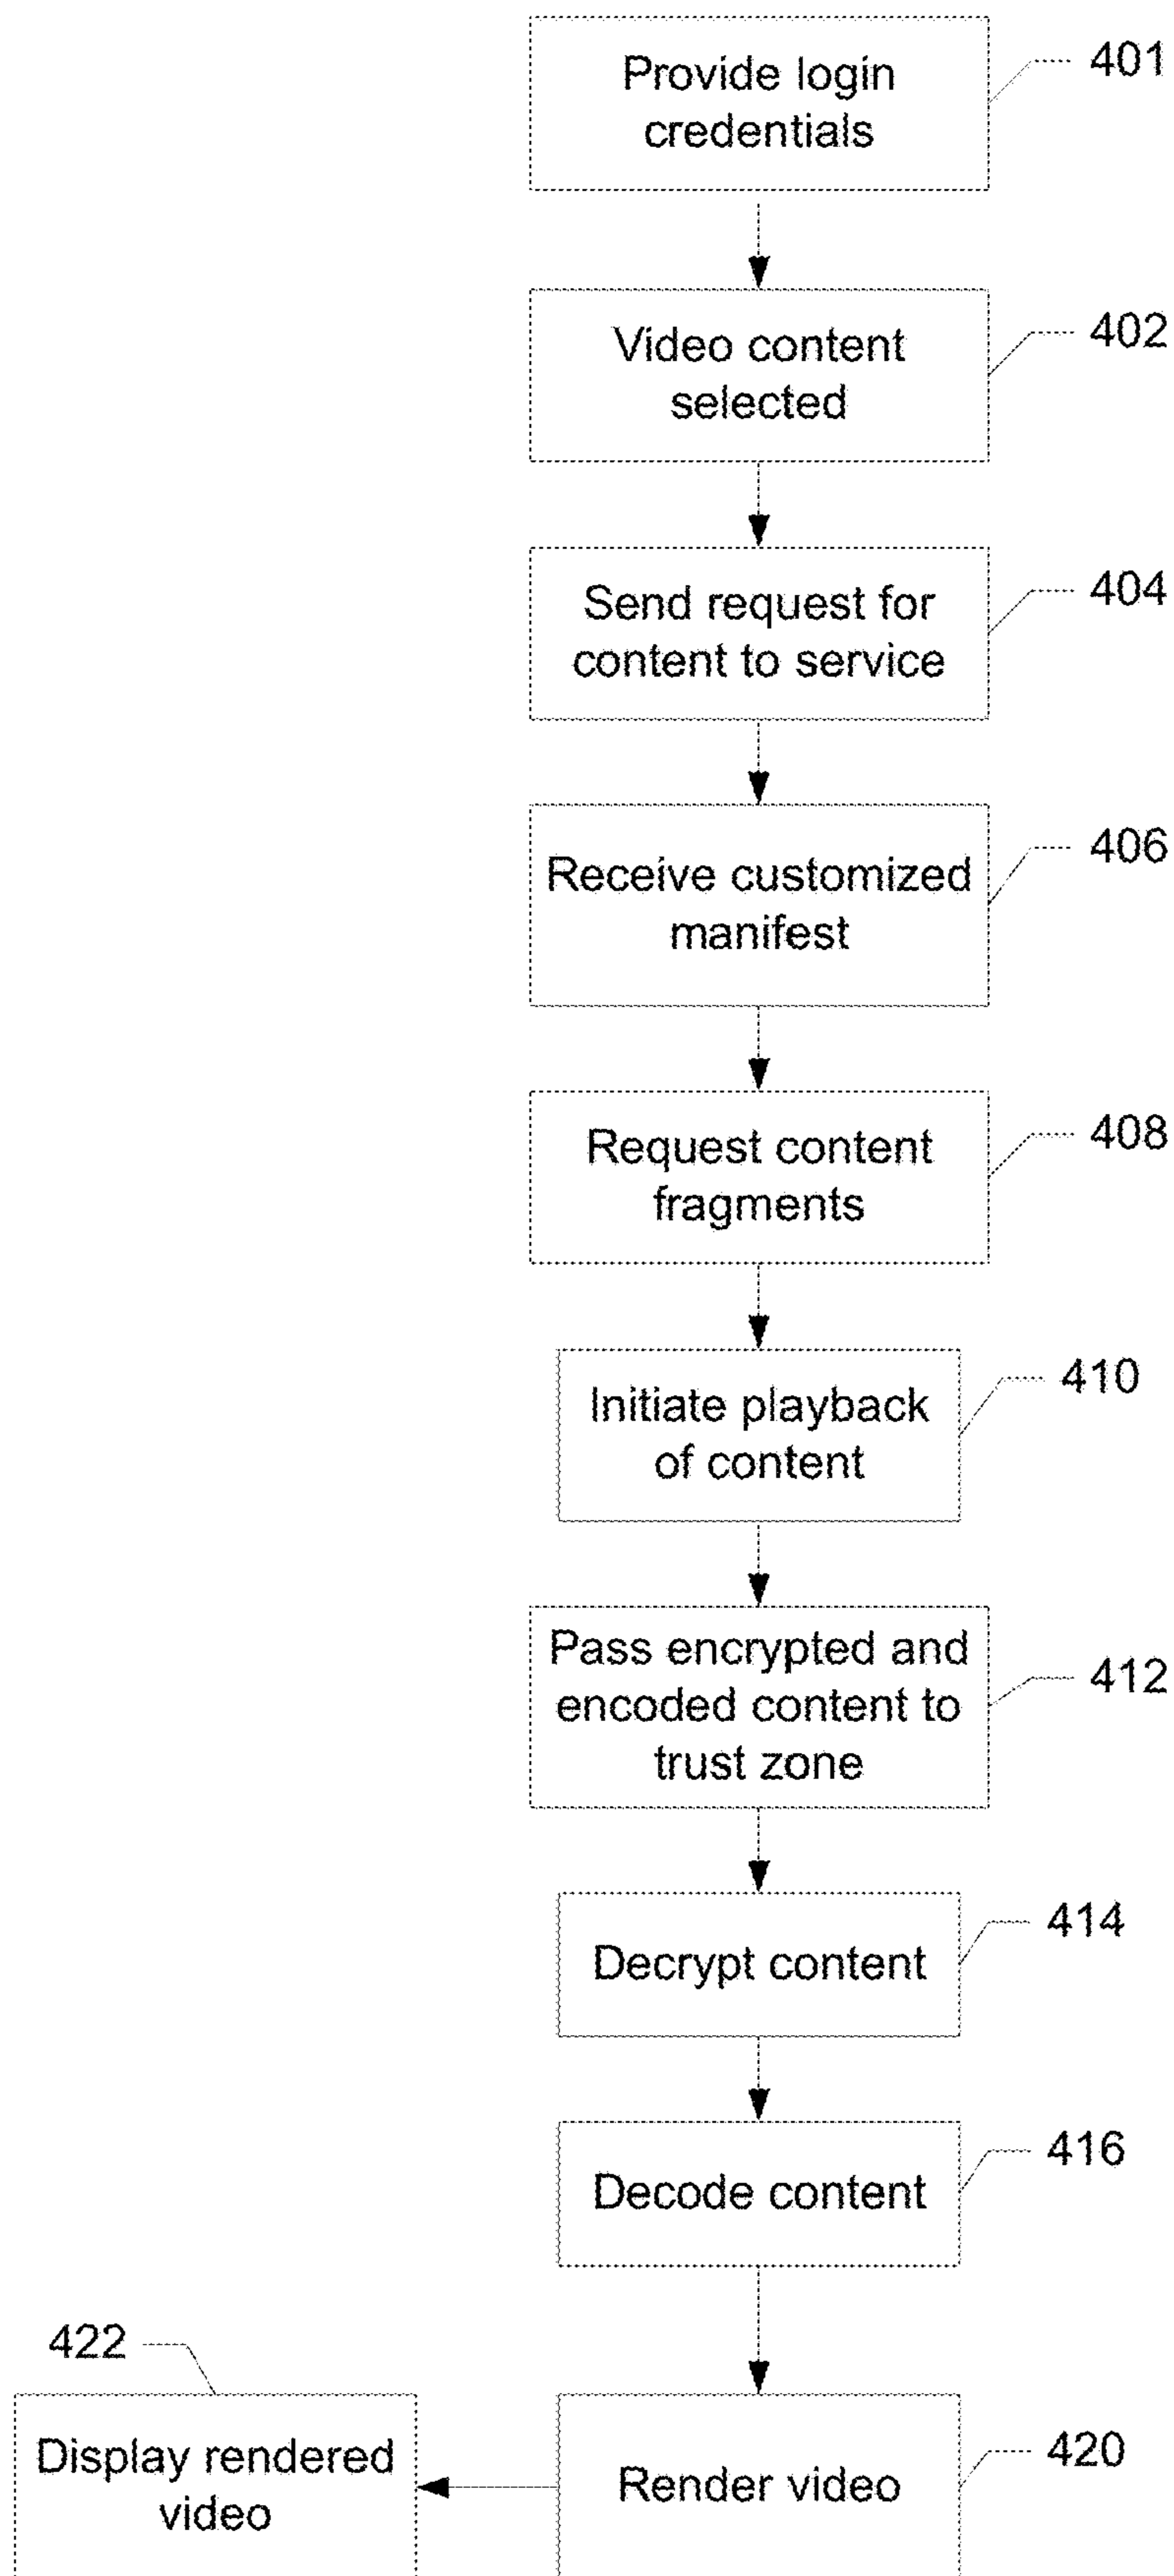 Provide login
credentials
401
Video content
selected
402
Send request for
content to service
404
Receive customized
manifest
406
Request content
fragments
408
Initiate playback
of content
410
Pass encrypted and
encoded content to
trust zone
412
Decrypt content
414
Decode content
416
422
Display rendered
video
Render video
420